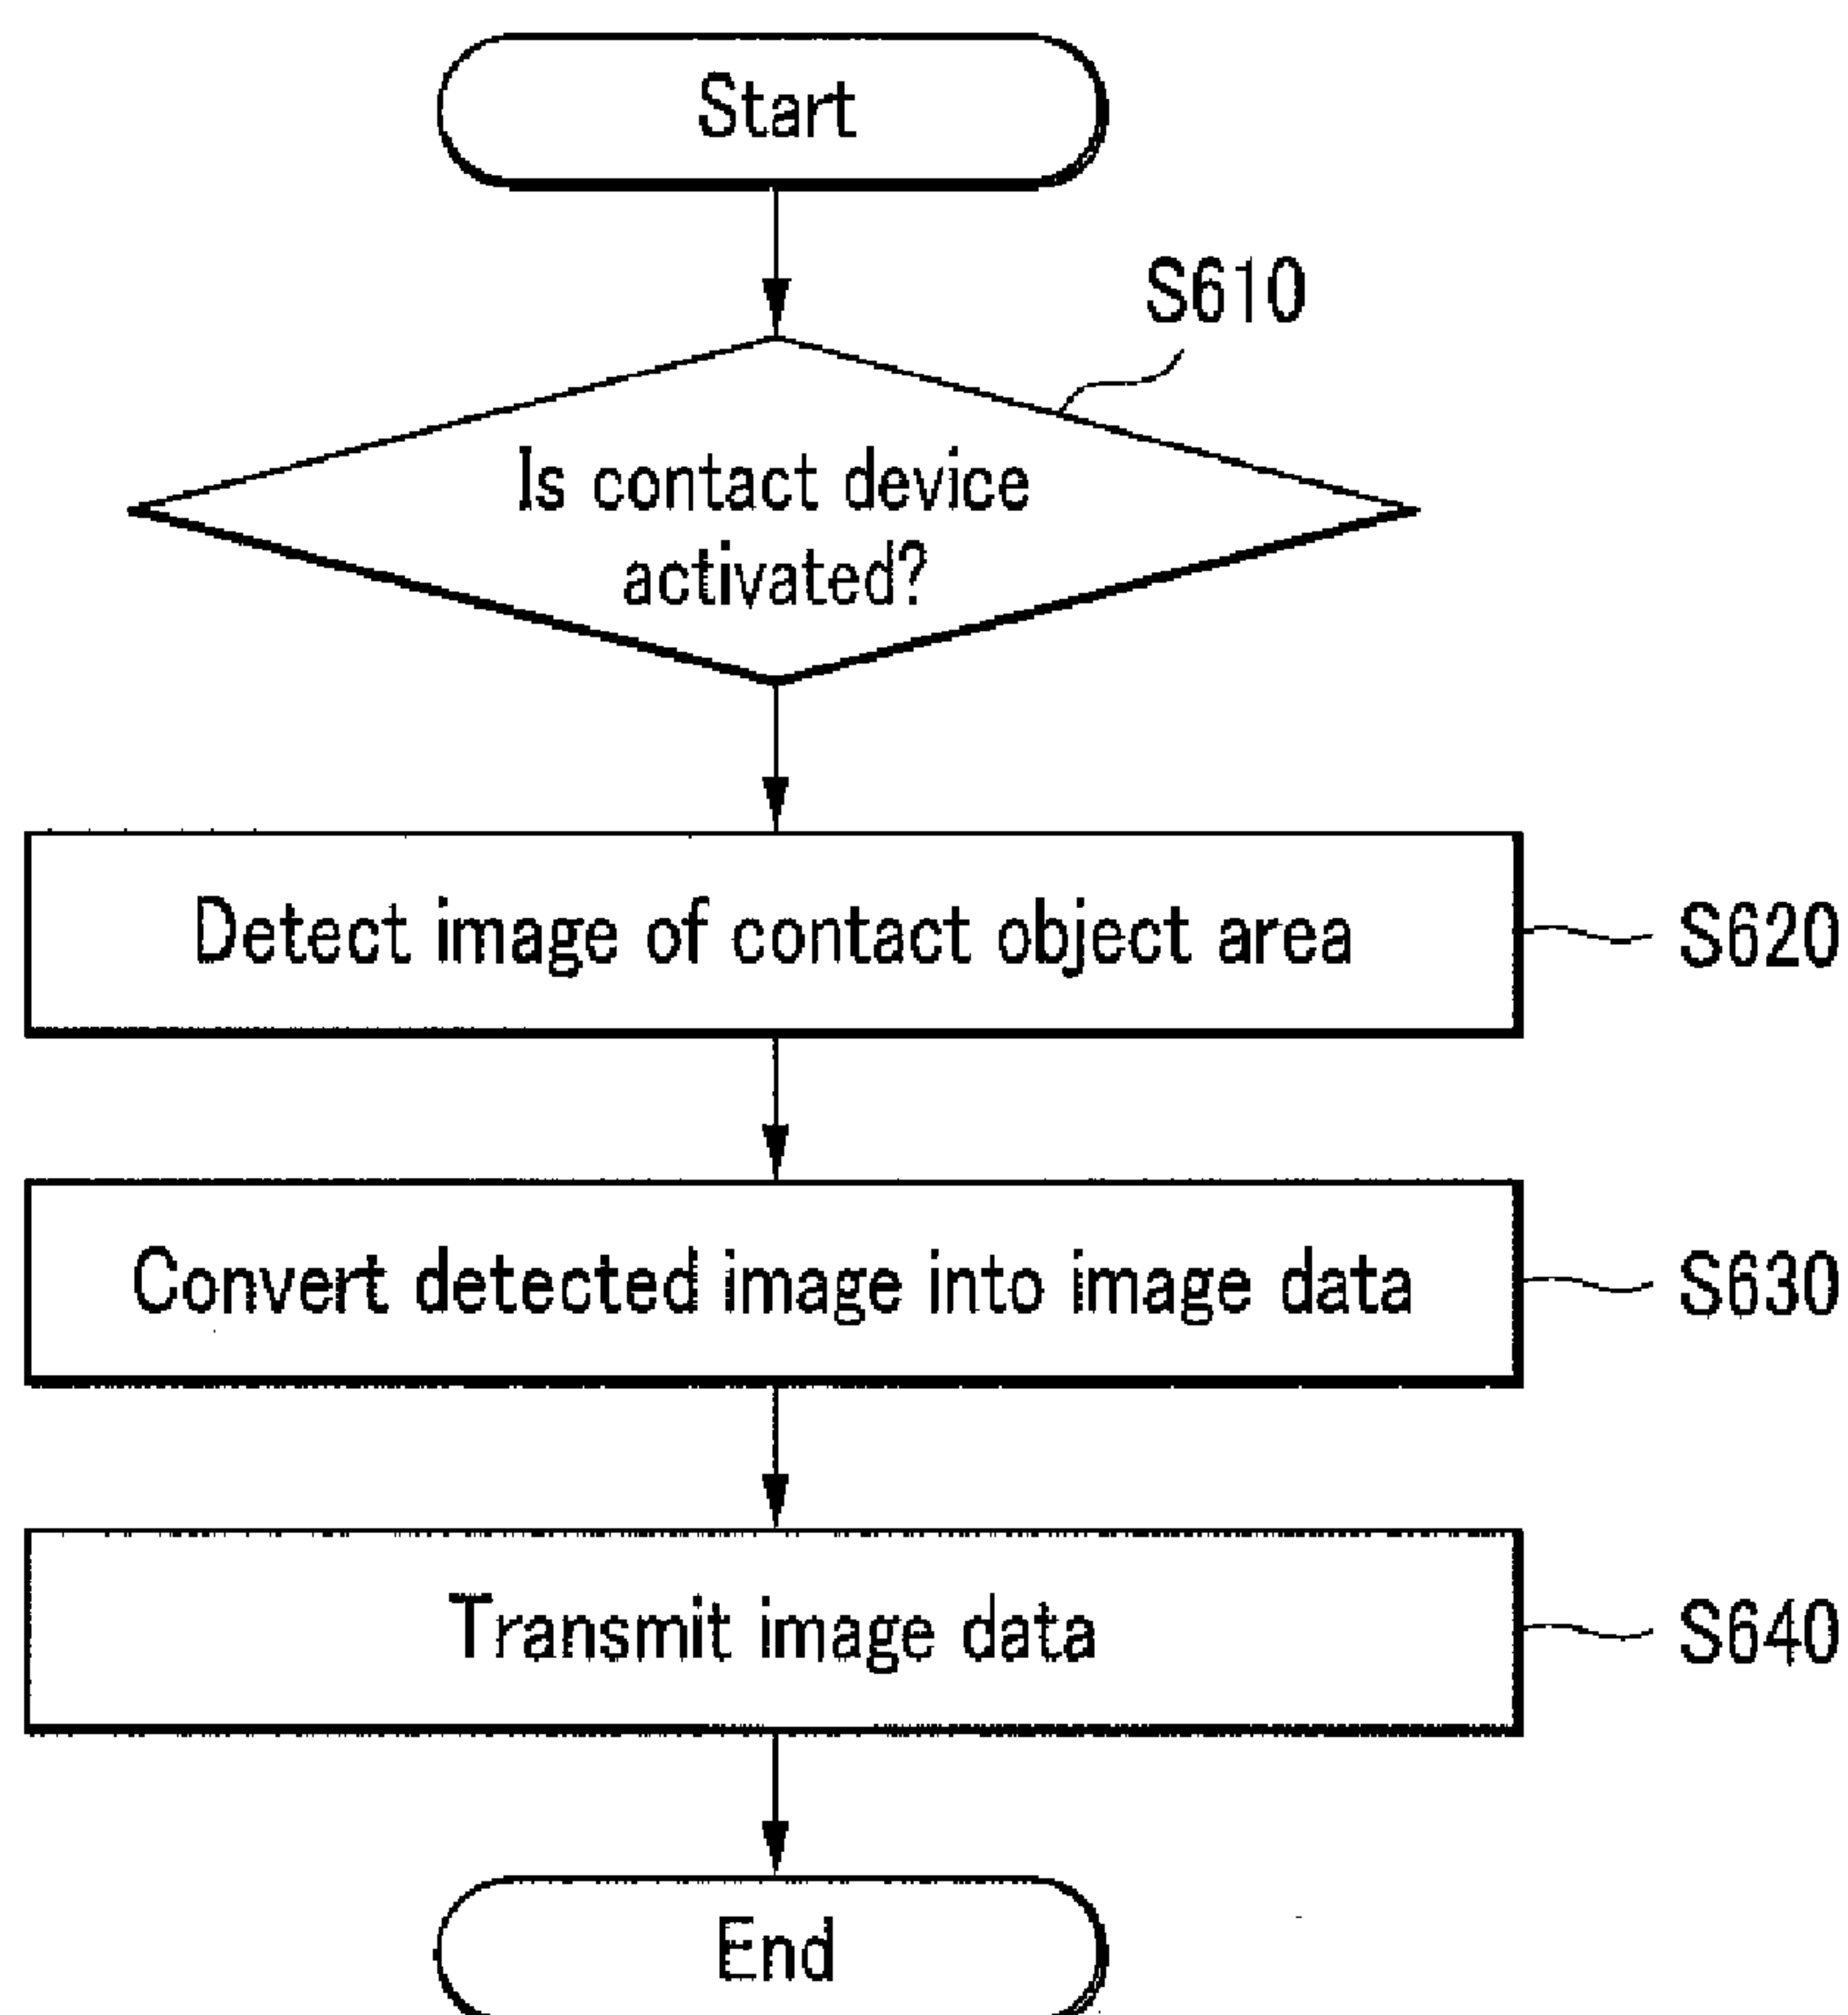 Start
S610
Is contact device
activated?
Detect image of contact object area
S620
Convert detected image into image data
S630
Transmit image data
S640
End